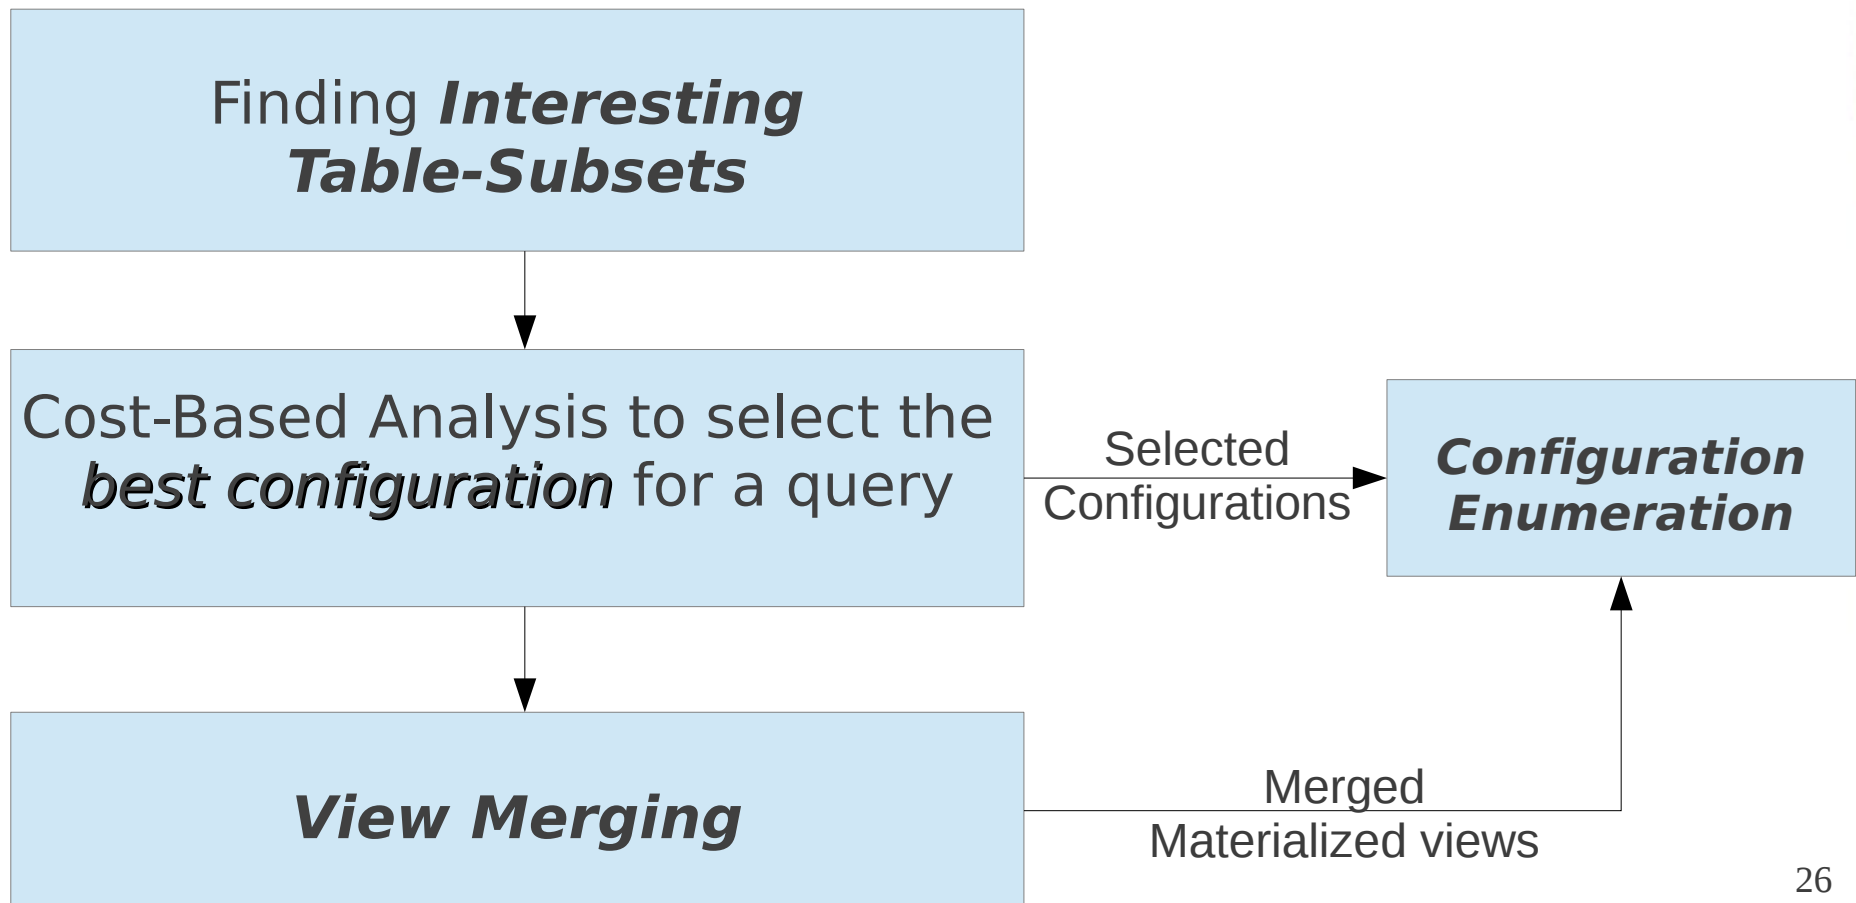 Finding Interesting
Table-Subsets
Cost-Based Analysis to select the
best configuration for a query
Selected
Configurations
Configuration
Enumeration
View Merging
Merged
Materialized views
26